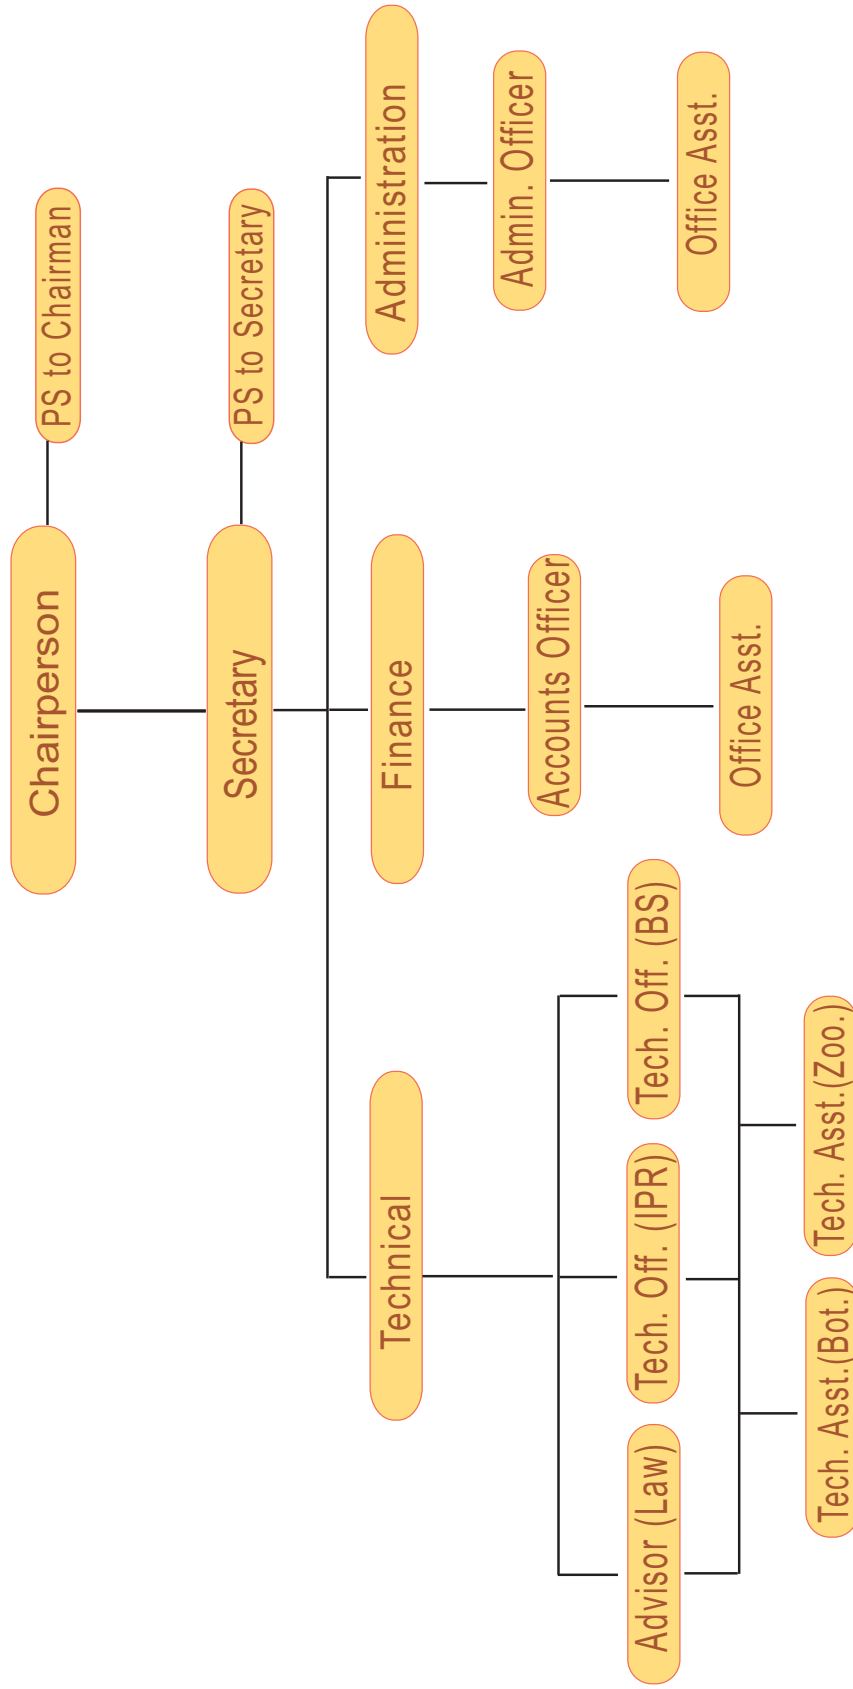 Chairperson
PS to Chairman
Secretary
PS to Secretary
Technical
Finance
Administration
Advisor (Law)
Tech. Off. (IPR)
Tech. Off. (BS)
Accounts Officer
Admin. Officer
Tech. Asst.(Bot.)
Tech. Asst.(Zoo.)
Office Asst.
Office Asst.